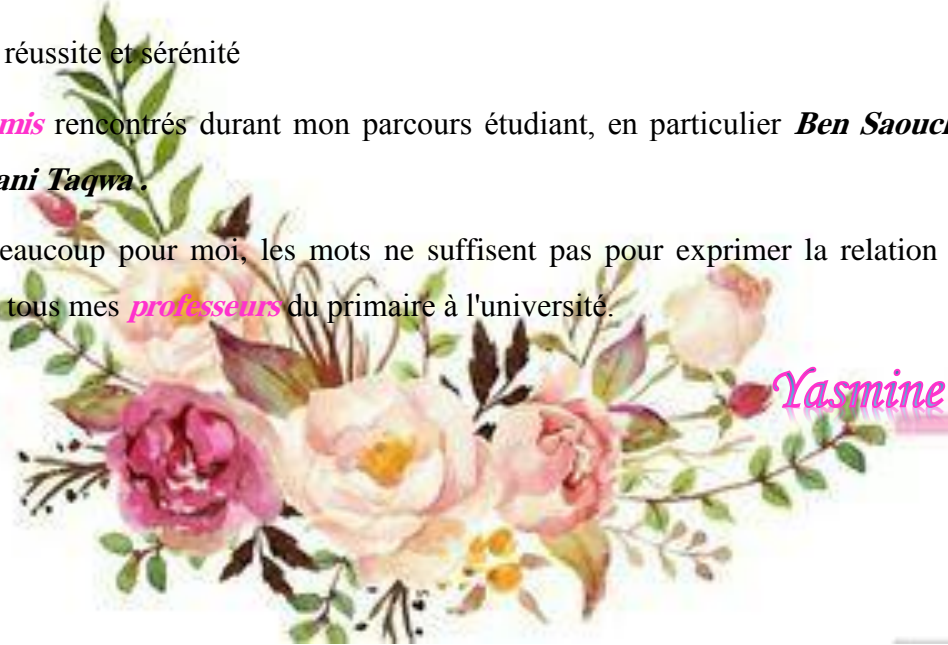 réussite et sérénité
mis rencontrés durant mon parcours étudiant, en particulier Ben Saouc
ani Taqwa .
eaucoup pour moi, les mots ne suffisent pas pour exprimer la relation
tous mes professeurs du primaire à l'université.
Yasmine